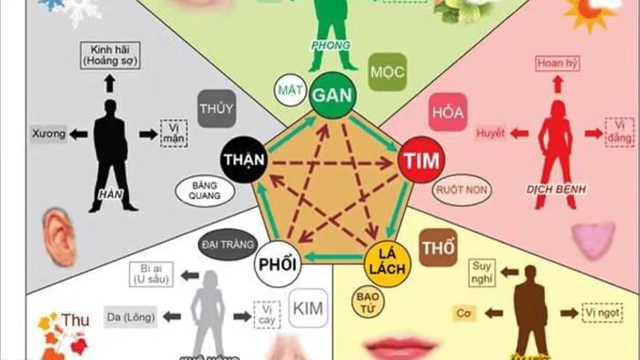 PHONG
MỘC
MẬT
GAN
Kinh hãi
(Hoảng sợ)
THỦY
Xương
Vị
mặn
HÀN
THẬN
BÀNG
QUANG
HỎA
Hoan hỷ
Huyết
Vị
đắng
DỊCH BỆNH
TIM
RUỘT NON
ĐẠI TRÀNG
PHỔI
LÁ
LÁCH
THỔ
BAO
TỬ
Bi ai
(U sầu)
Da (Lông)
Vị
cay
KIM
Thu
Suy
nghĩ
Cơ
Vị ngọt